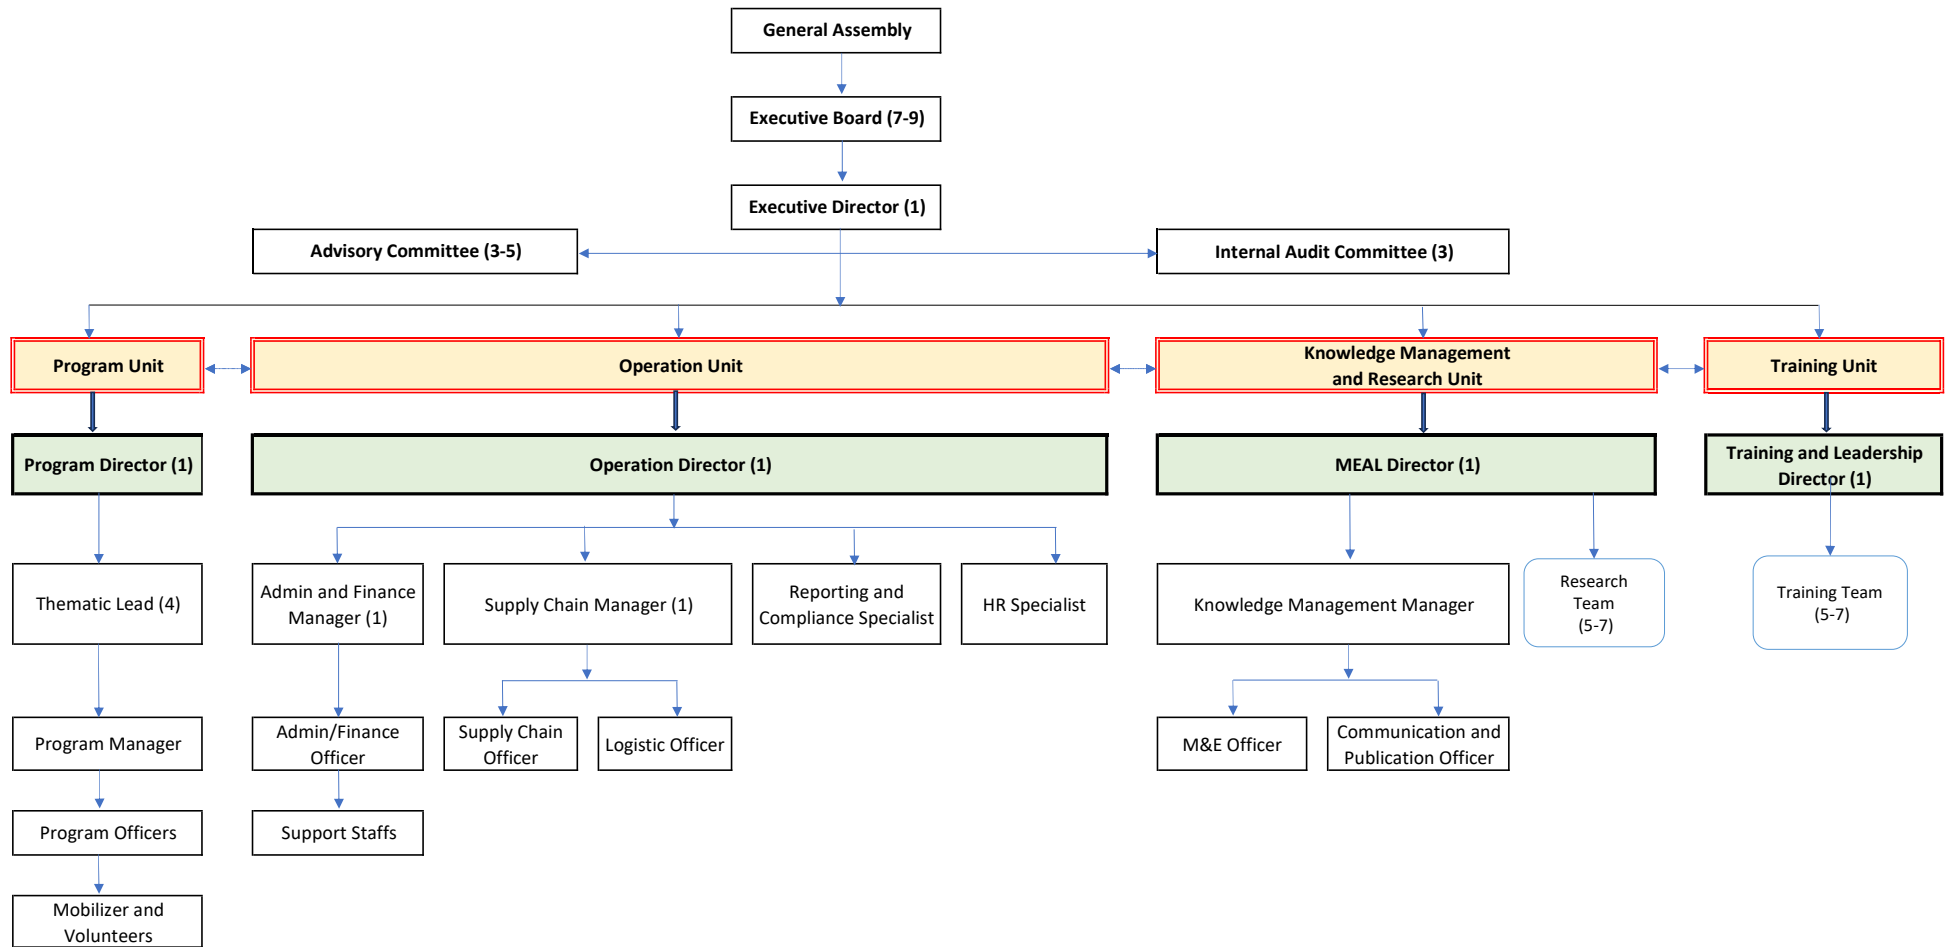 General Assembly
Executive Board (7-9)
Executive Director (1)
Advisory Committee (3-5)
Internal Audit Committee (3)
Program Unit
Operation Unit
Knowledge Management
and Research Unit
Training Unit
Program Director (1)
Operation Director (1)
MEAL Director (1)
Training and Leadership
Director (1)
Thematic Lead (4)
Admin and Finance
Manager (1)
Supply Chain Manager (1)
Reporting and
Compliance Specialist
HR Specialist
Knowledge Management Manager
Research
Team
(5-7)
Training Team
(5-7)
Program Manager
Admin/Finance
Officer
Supply Chain
Officer
Logistic Officer
M&E Officer
Communication and
Publication Officer
Program Officers
Support Staffs
Mobilizer and
Volunteers